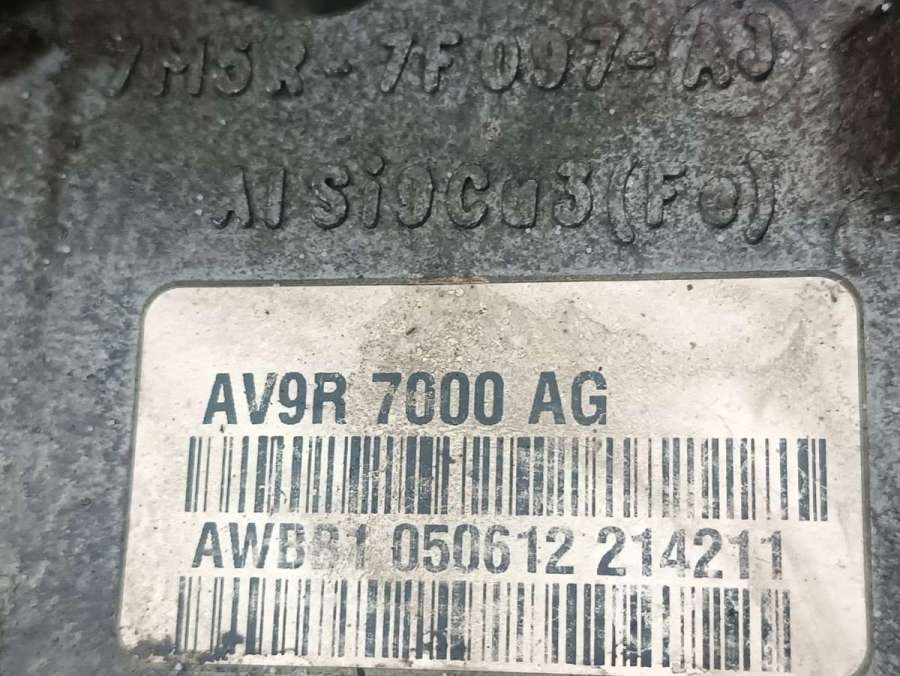 7M5R-7F097-AJ
AlSi9Cu3(Fe)
AV9R 7000 AG
AWBB1 050612 214211